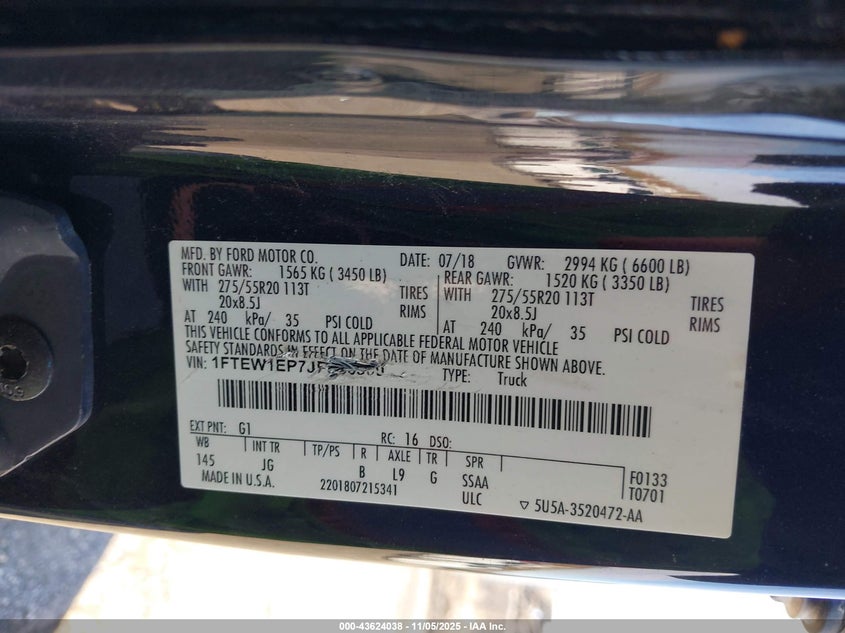 MFD. BY FORD MOTOR CO. DATE: 07/18 GVWR: 2994 KG ( 6600 LB)
FRONT GAWR: 1565 KG ( 3450 LB) REAR GAWR: 1520 KG ( 3350 LB)
WITH 275/55R20 113T TIRES WITH 275/55R20 113T TIRES
20x8.5J RIMS 20x8.5J RIMS
AT 240 kPa/ 35 PSI COLD AT 240 kPa/ 35 PSI COLD
THIS VEHICLE CONFORMS TO ALL APPLICABLE FEDERAL MOTOR VEHICLE
SAFETY STANDARDS IN EFFECT ON THE DATE OF MANUFACTURE SHOWN ABOVE.
VIN: TYPE: Truck
EXT PNT: G1 RC: 16 DSO:
WB INT TR TP/PS R AXLE TR SPR
145 JG B L9 G SSAA F0133
MADE IN U.S.A. 2201807215341 ULC T0701
▽ 5U5A-3520472-AA
000-43624038 - 11/05/2025 - IAA Inc.